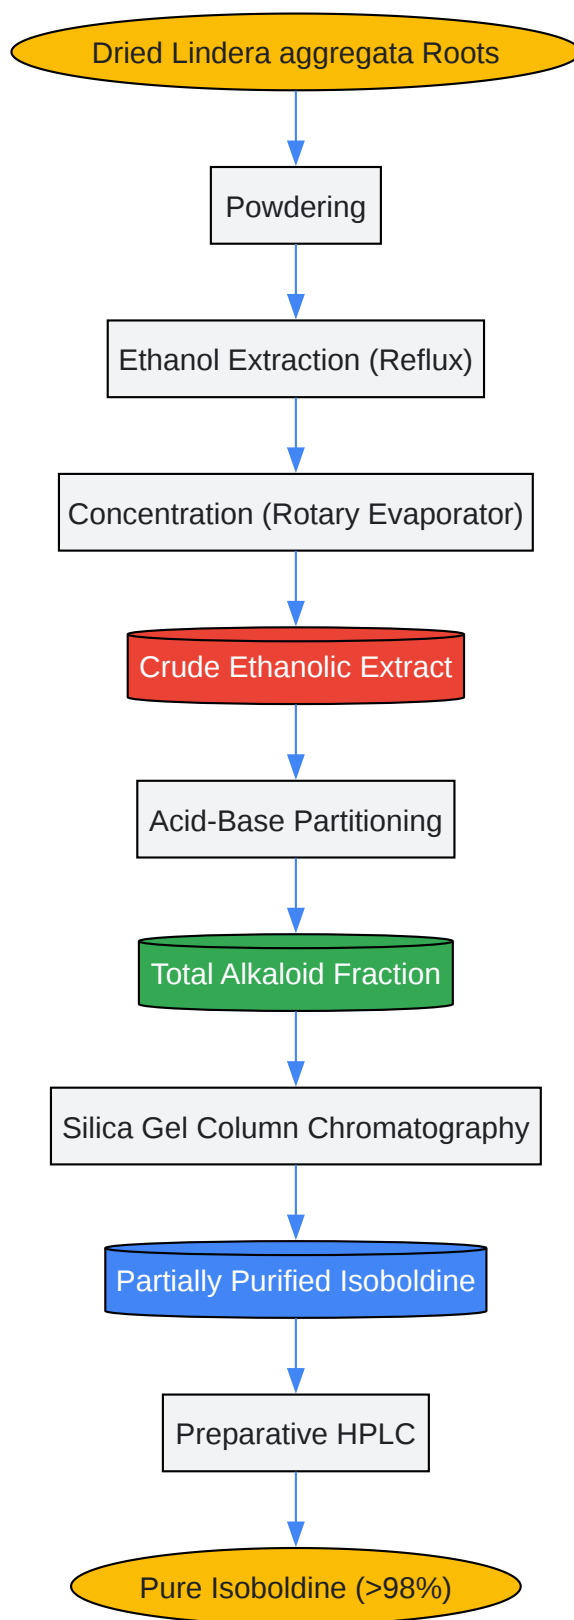 Dried Lindera aggregata Roots
Powdering
Ethanol Extraction (Reflux)
Concentration (Rotary Evaporator)
Crude Ethanolic Extract
Acid-Base Partitioning
Total Alkaloid Fraction
Silica Gel Column Chromatography
Partially Purified Isoboldine
Preparative HPLC
Pure Isoboldine (>98%)